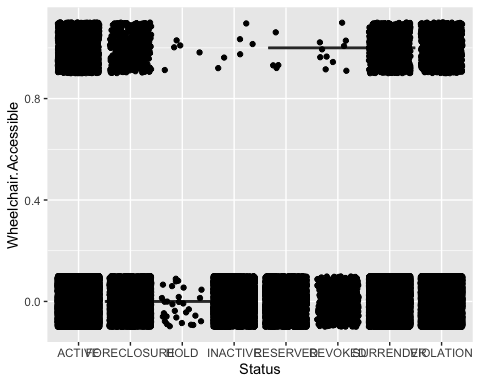 Wheelchair.Accessible
0.8
0.4
0.0
ACTIVE FORECLOSURE HOLD INACTIVE RESERVED REVOKED SURRENDER VIOLATION
Status